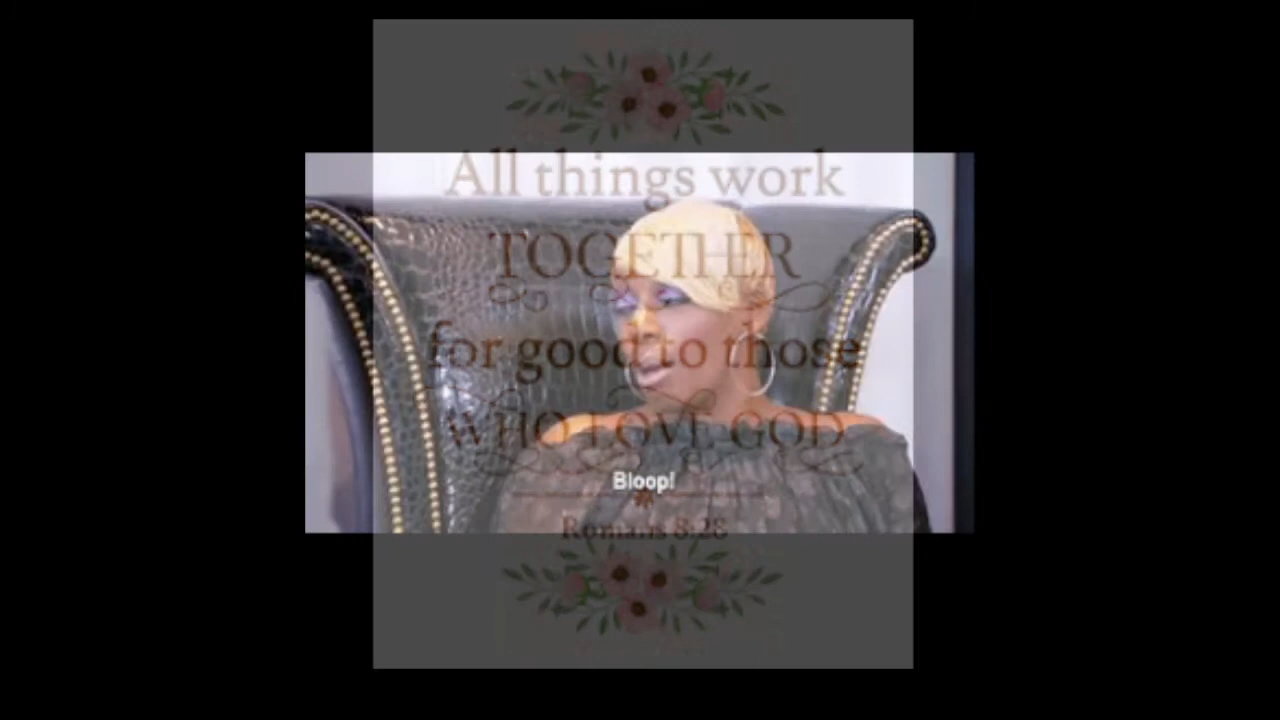 All things work
TOGETHER
for good to those
WHO LOVE GOD
Bloop!
Romans 8:28